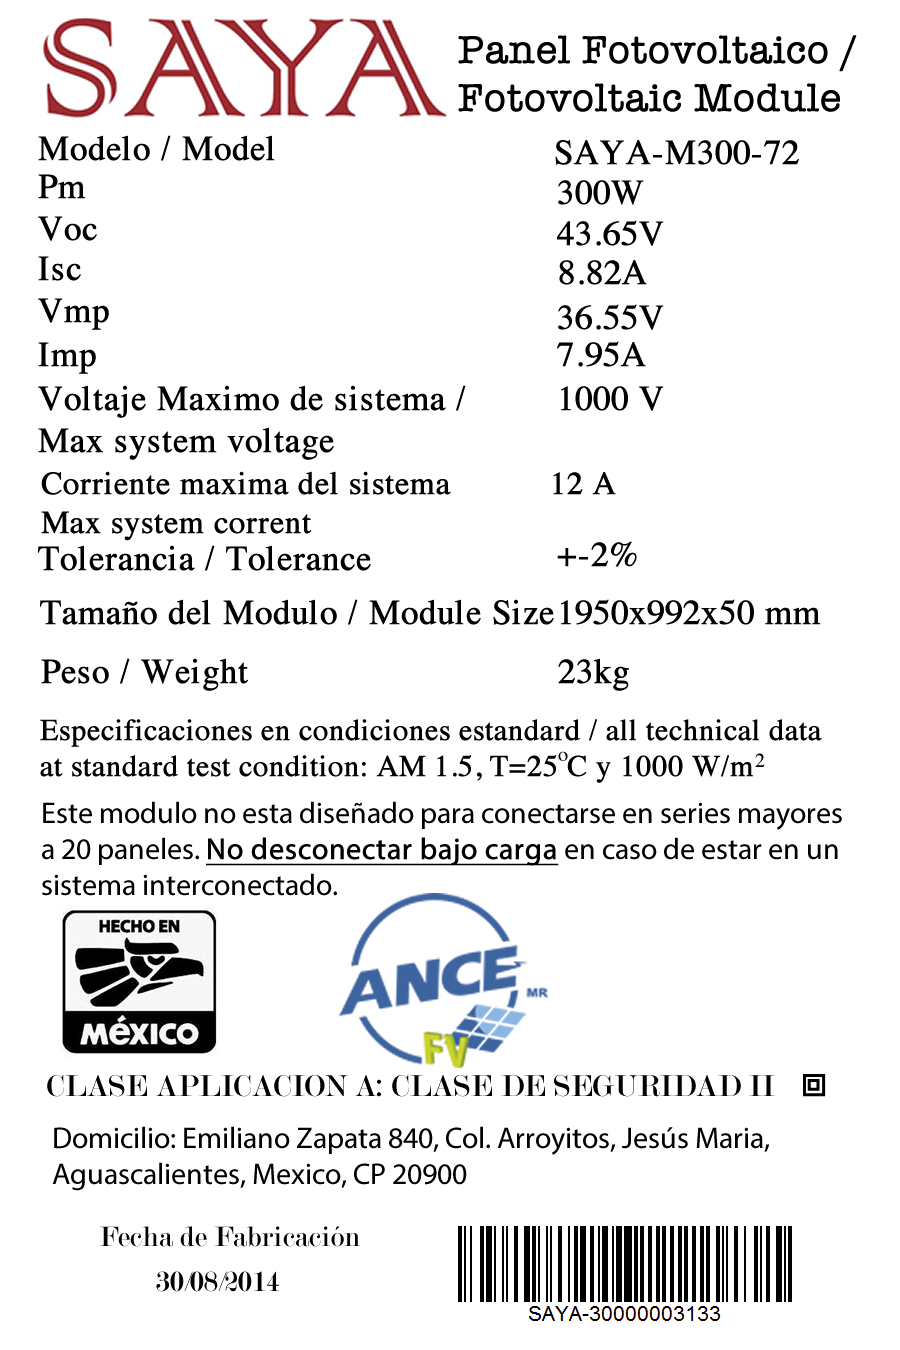 SAYA
Panel Fotovoltaico /
Fotovoltaic Module
Modelo / Model SAYA-M300-72
Pm 300W
Voc 43.65V
Isc 8.82A
Vmp 36.55V
Imp 7.95A
Voltaje Maximo de sistema / 1000 V
Max system voltage
Corriente maxima del sistema 12 A
Max system corrent
Tolerancia / Tolerance +-2%
Tamaño del Modulo / Module Size 1950x992x50 mm
Peso / Weight 23kg
Especificaciones en condiciones estandard / all technical data
at standard test condition: AM 1.5, T=25°C y 1000 W/m²
Este modulo no esta diseñado para conectarse en series mayores
a 20 paneles. No desconectar bajo carga en caso de estar en un
sistema interconectado.
HECHO EN
MÉXICO
ANCE MR
FV
CLASE APLICACION A: CLASE DE SEGURIDAD II
Domicilio: Emiliano Zapata 840, Col. Arroyitos, Jesús Maria,
Aguascalientes, Mexico, CP 20900
Fecha de Fabricación
30/08/2014
SAYA-30000003133